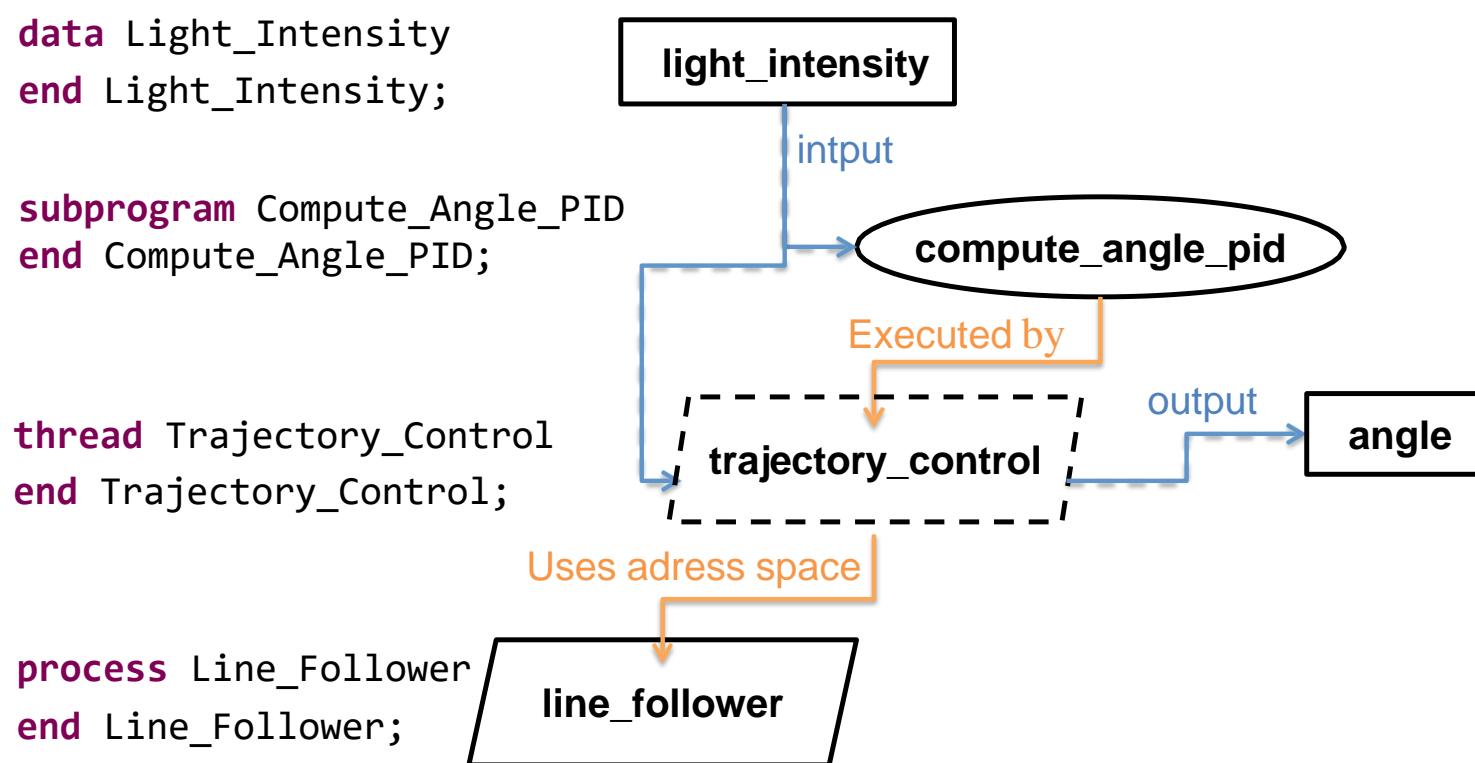 data Light_Intensity
end Light_Intensity;
light_intensity
intput
subprogram Compute_Angle_PID
end Compute_Angle_PID;
compute_angle_pid
Executed by
thread Trajectory_Control
end Trajectory_Control;
trajectory_control
output
angle
Uses adress space
process Line_Follower
end Line_Follower;
line_follower